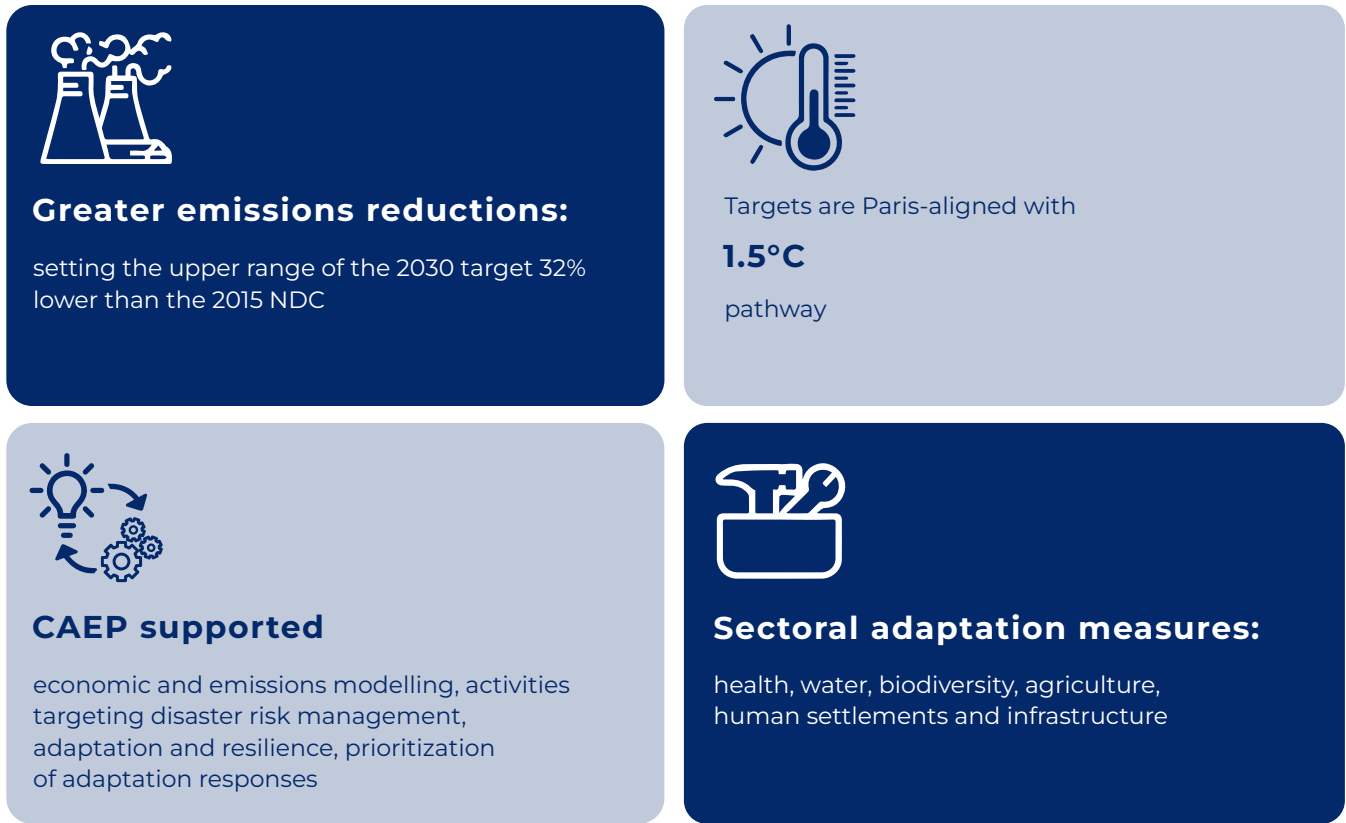 Greater emissions reductions:
setting the upper range of the 2030 target 32%
lower than the 2015 NDC
Targets are Paris-aligned with
1.5°C
pathway
CAEP supported
economic and emissions modelling, activities
targeting disaster risk management,
adaptation and resilience, prioritization
of adaptation responses
Sectoral adaptation measures:
health, water, biodiversity, agriculture,
human settlements and infrastructure